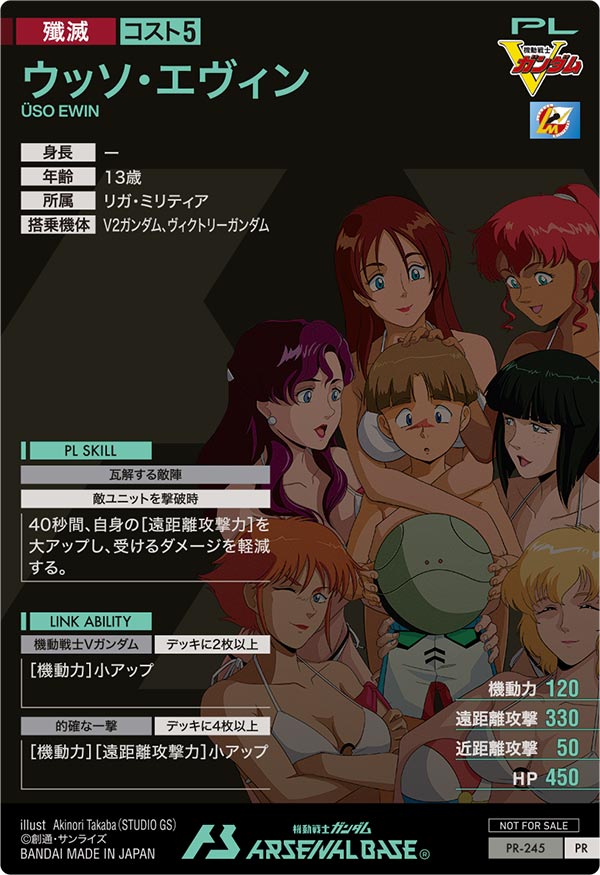 殲滅 コスト5 PL
機動戦士
Vガンダム
ウッソ・エヴィン
ÜSO EWIN
LM
身長 ー
年齢 13歳
所属 リガ・ミリティア
搭乗機体 V2ガンダム、ヴィクトリーガンダム
PL SKILL
瓦解する敵陣
敵ユニットを撃破時
40秒間、自身の[遠距離攻撃力]を
大アップし、受けるダメージを軽減
する。
LINK ABILITY
機動戦士Vガンダム デッキに2枚以上
[機動力]小アップ
的確な一撃 デッキに4枚以上
[機動力][遠距離攻撃力]小アップ
機動力 120
遠距離攻撃 330
近距離攻撃 50
HP 450
illust Akinori Takaba(STUDIO GS)
©創通・サンライズ
BANDAI MADE IN JAPAN
機動戦士ガンダム
ARSENAL BASE®
NOT FOR SALE
PR-245 PR